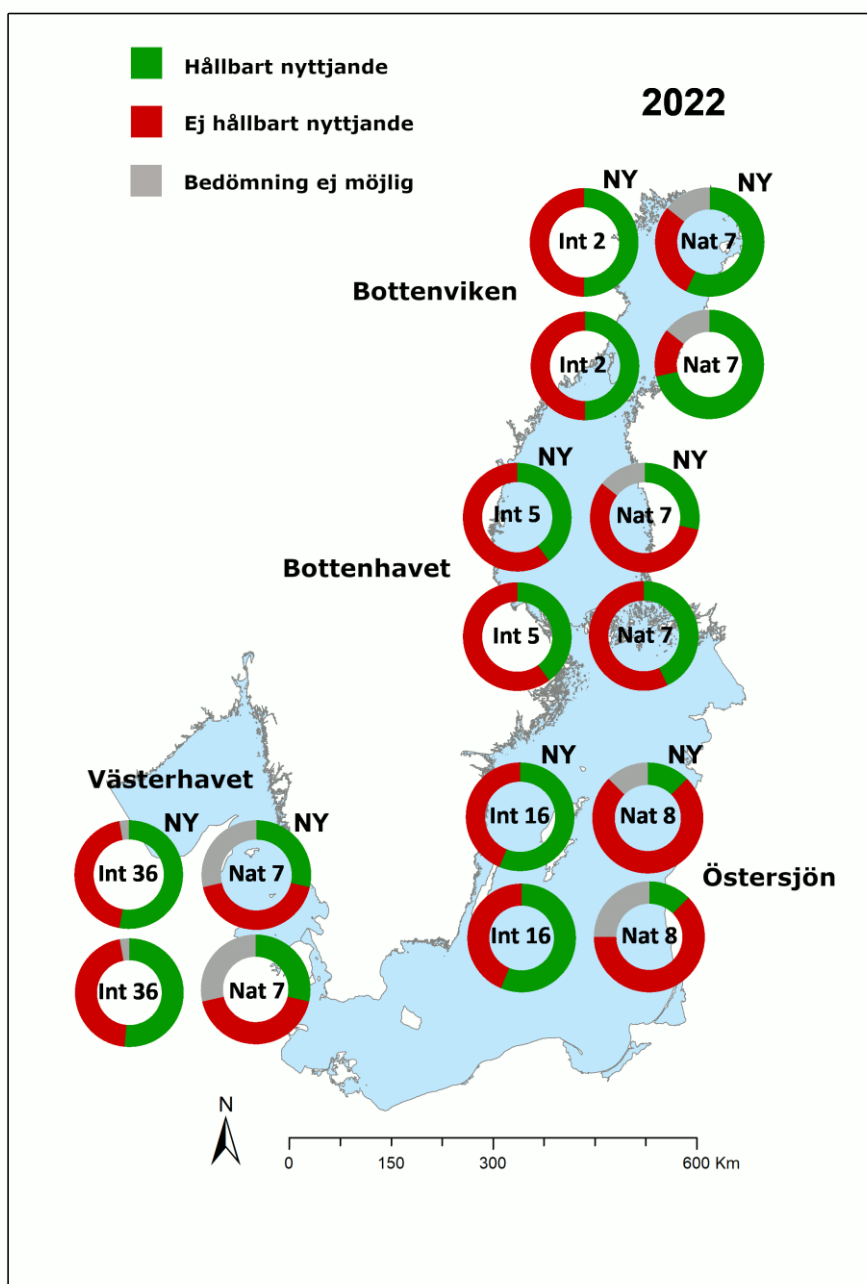 Hållbart nyttjande
Ej hållbart nyttjande
Bedömning ej möjlig
2022
NY NY
Int 2 Nat 7
Bottenviken
Int 2 Nat 7
NY NY
Int 5 Nat 7
Bottenhavet
Int 5 Nat 7
NY NY
Int 16 Nat 8
Östersjön
Int 16 Nat 8
Västerhavet
NY NY
Int 36 Nat 7
Int 36 Nat 7
N
0 150 300 600 Km